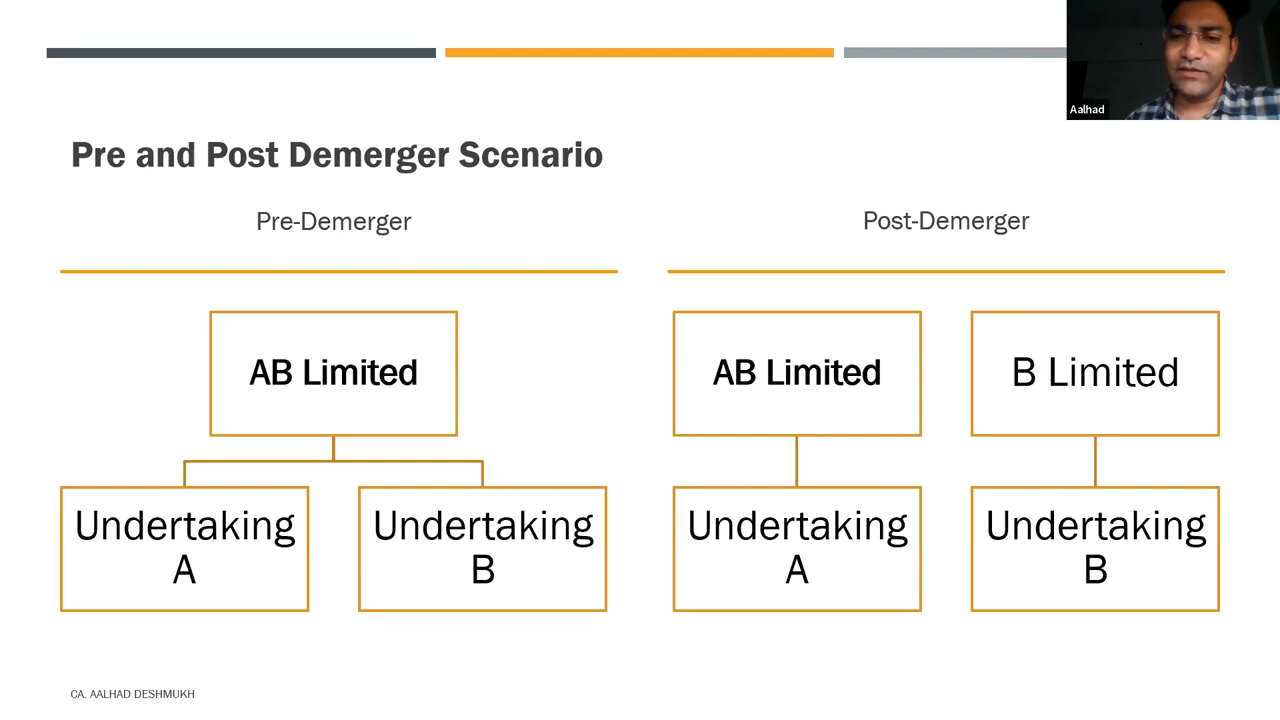 Aalhad
Pre and Post Demerger Scenario
Pre-Demerger
AB Limited
Undertaking
A
Undertaking
B
Post-Demerger
AB Limited
B Limited
Undertaking
A
Undertaking
B
CA. AALHAD DESHMUKH